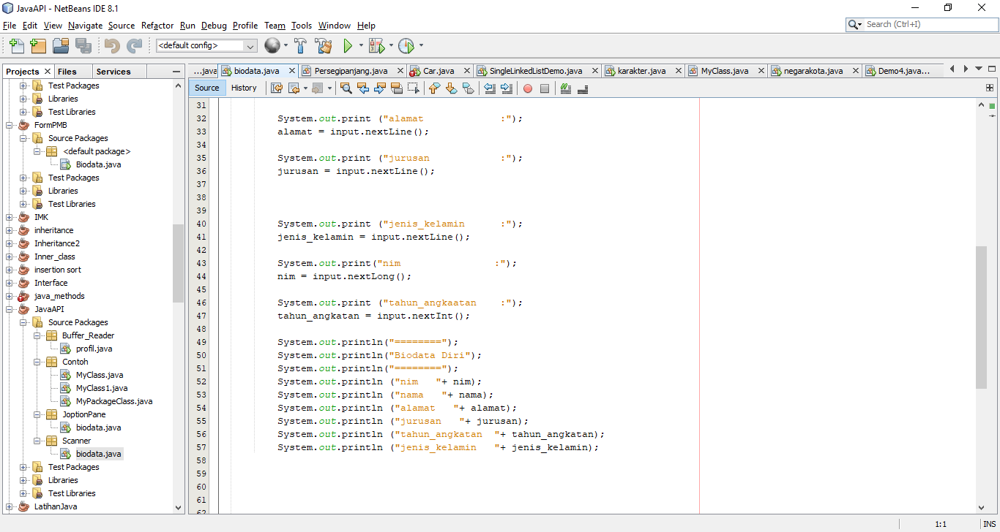 JavaAPI - NetBeans IDE 8.1
File Edit View Navigate Source Refactor Run Debug Profile Team Tools Window Help
Search (Ctrl+I)
<default config>
Projects Files Services
Test Packages
Libraries
Test Libraries
FormPMB
Source Packages
<default package>
Biodata.java
Test Packages
Libraries
Test Libraries
IMK
inheritance
Inheritance2
Inner_class
insertion sort
Interface
java_methods
JavaAPI
Source Packages
Buffer_Reader
profil.java
Contoh
MyClass.java
MyClass1.java
MyPackageClass.java
JoptionPane
biodata.java
Scanner
biodata.java
Test Packages
Libraries
Test Libraries
LatihanJava
...java biodata.java Persegipanjang.java Car.java SingleLinkedListDemo.java karakter.java MyClass.java negarakota.java Demo4.java...
Source History
31
32 System.out.print ("alamat             :");
33 alamat = input.nextLine();
34
35 System.out.print ("jurusan            :");
36 jurusan = input.nextLine();
37
38
39
40 System.out.print ("jenis_kelamin      :");
41 jenis_kelamin = input.nextLine();
42
43 System.out.print("nim                :");
44 nim = input.nextLong();
45
46 System.out.print ("tahun_angkaatan    :");
47 tahun_angkatan = input.nextInt();
48
49 System.out.println("========");
50 System.out.println("Biodata Diri");
51 System.out.println("========");
52 System.out.println ("nim   "+ nim);
53 System.out.println ("nama   "+ nama);
54 System.out.println ("alamat   "+ alamat);
55 System.out.println ("jurusan   "+ jurusan);
56 System.out.println ("tahun_angkatan  "+ tahun_angkatan);
57 System.out.println ("jenis_kelamin   "+ jenis_kelamin);
58
59
60
61
62
1:1 INS